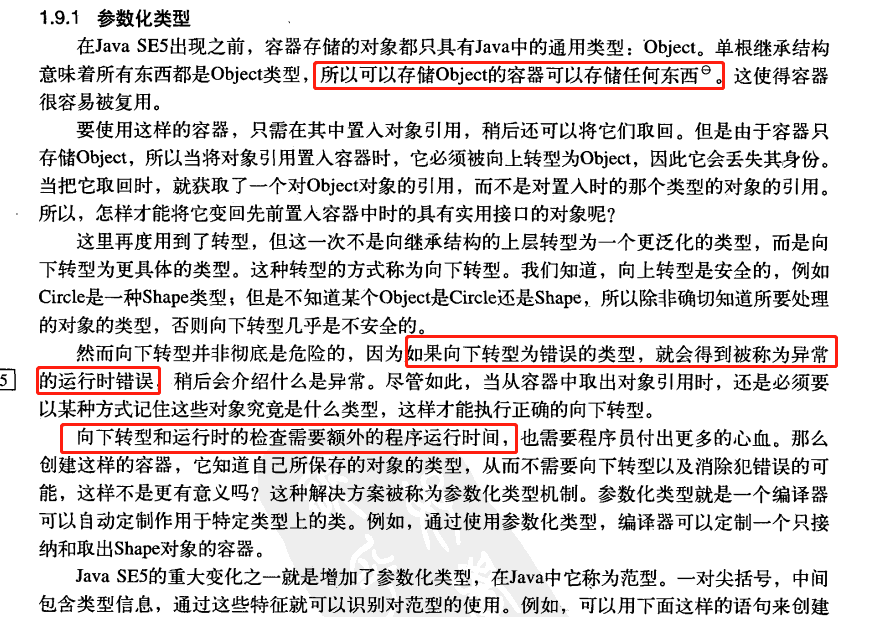 1.9.1 参数化类型
在Java SE5出现之前，容器存储的对象都只具有Java中的通用类型：Object。单根继承结构
意味着所有东西都是Object类型，所以可以存储Object的容器可以存储任何东西⊖。这使得容器
很容易被复用。
要使用这样的容器，只需在其中置入对象引用，稍后还可以将它们取回。但是由于容器只
存储Object，所以当将对象引用置入容器时，它必须被向上转型为Object，因此它会丢失其身份。
当把它取回时，就获取了一个对Object对象的引用，而不是对置入时的那个类型的对象的引用。
所以，怎样才能将它变回先前置入容器中时的具有实用接口的对象呢？
这里再度用到了转型，但这一次不是向继承结构的上层转型为一个更泛化的类型，而是向
下转型为更具体的类型。这种转型的方式称为向下转型。我们知道，向上转型是安全的，例如
Circle是一种Shape类型；但是不知道某个Object是Circle还是Shape，所以除非确切知道所要处理
的对象的类型，否则向下转型几乎是不安全的。
然而向下转型并非彻底是危险的，因为如果向下转型为错误的类型，就会得到被称为异常
的运行时错误，稍后会介绍什么是异常。尽管如此，当从容器中取出对象引用时，还是必须要
5
以某种方式记住这些对象究竟是什么类型，这样才能执行正确的向下转型。
向下转型和运行时的检查需要额外的程序运行时间，也需要程序员付出更多的心血。那么
创建这样的容器，它知道自己所保存的对象的类型，从而不需要向下转型以及消除犯错误的可
能，这样不是更有意义吗？这种解决方案被称为参数化类型机制。参数化类型就是一个编译器
可以自动定制作用于特定类型上的类。例如，通过使用参数化类型，编译器可以定制一个只接
纳和取出Shape对象的容器。
Java SE5的重大变化之一就是增加了参数化类型，在Java中它称为范型。一对尖括号，中间
包含类型信息，通过这些特征就可以识别对范型的使用。例如，可以用下面这样的语句来创建